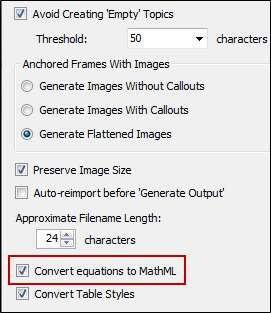 Avoid Creating 'Empty' Topics
Threshold: 50 characters
Anchored Frames With Images
Generate Images Without Callouts
Generate Images With Callouts
Generate Flattened Images
Preserve Image Size
Auto-reimport before 'Generate Output'
Approximate Filename Length:
24 characters
Convert equations to MathML
Convert Table Styles